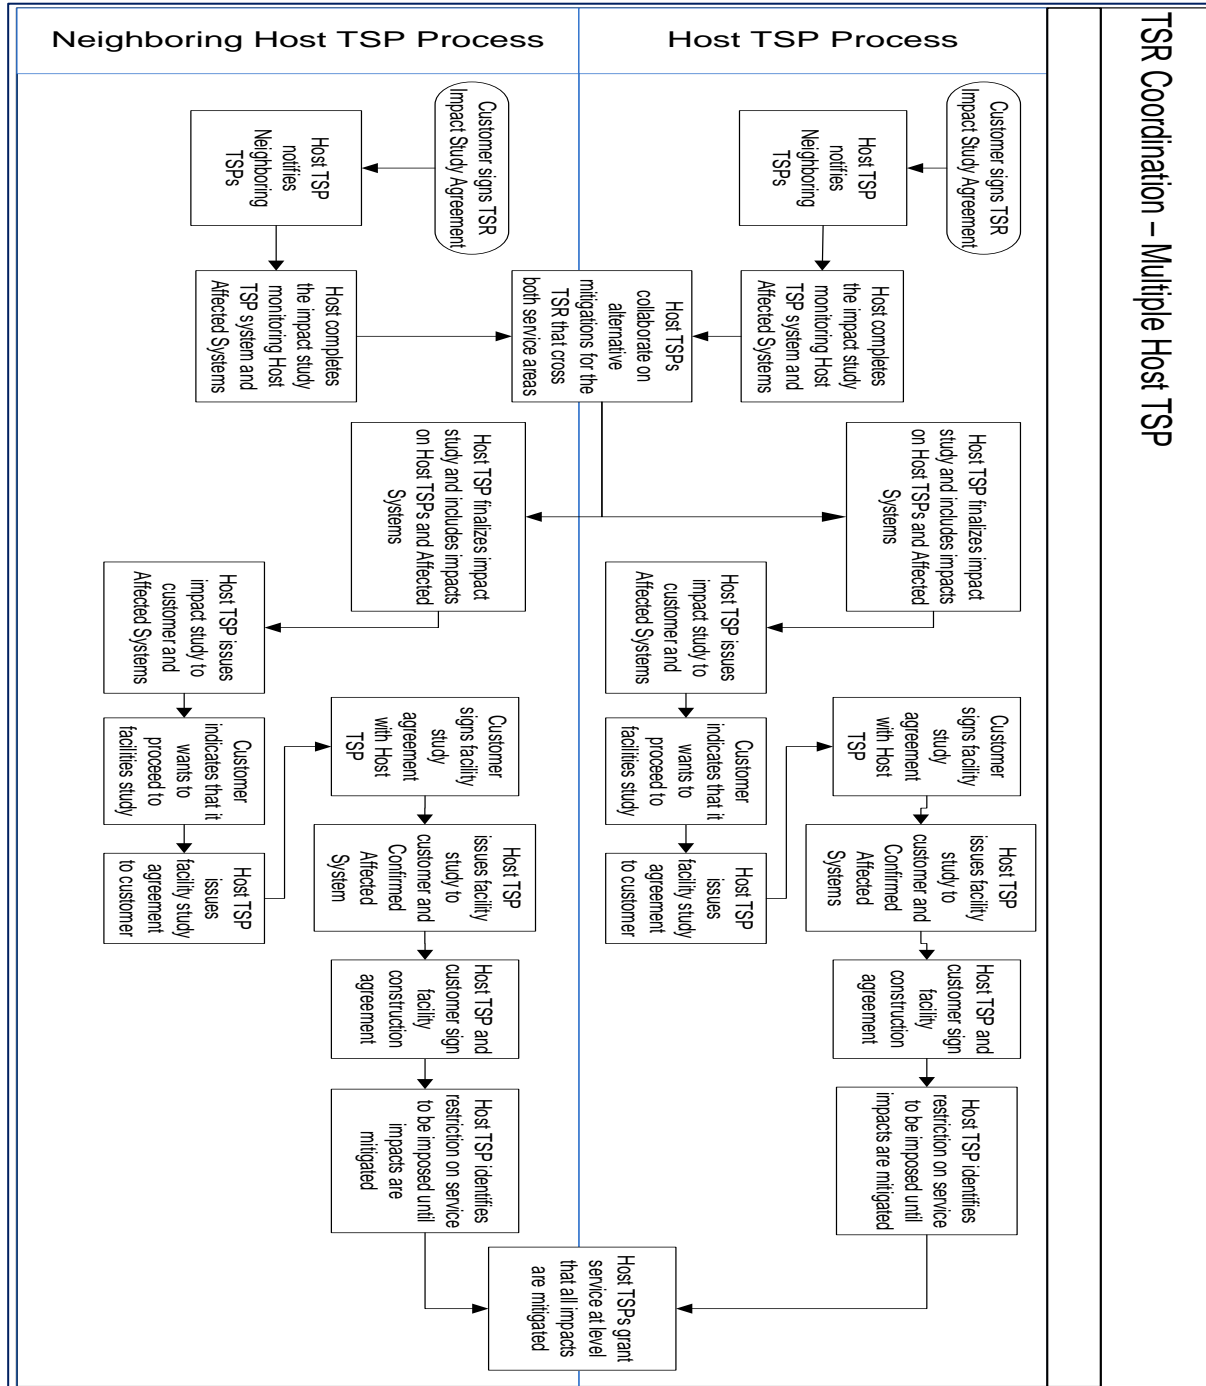 TSR Coordination – Multiple Host TSP
Host TSP Process
Customer signs TSR
Impact Study Agreement
Host TSP
notifies
Neighboring
TSPs
Host completes
the impact study
monitoring Host
TSP system and
Affected Systems
Host TSPs
collaborate on
alternative
mitigations for the
TSR that cross
both service areas
Host TSP finalizes impact
study and includes impacts
on Host TSPs and Affected
Systems
Host TSP issues
impact study to
customer and
Affected Systems
Customer
indicates that it
wants to
proceed to
facilities study
Host TSP
issues
facility study
agreement
to customer
Customer
signs facility
study
agreement
with Host
TSP
Host TSP
issues facility
study to
customer and
Confirmed
Affected
Systems
Host TSP and
customer sign
facility
construction
agreement
Host TSP identifies
restriction on service
to be imposed until
impacts are mitigated
Host TSPs grant
service at level
that all impacts
are mitigated
Neighboring Host TSP Process
Customer signs TSR
Impact Study Agreement
Host TSP
notifies
Neighboring
TSPs
Host completes
the impact study
monitoring Host
TSP system and
Affected Systems
Host TSP finalizes impact
study and includes impacts
on Host TSPs and Affected
Systems
Host TSP issues
impact study to
customer and
Affected Systems
Customer
indicates that it
wants to
proceed to
facilities study
Host TSP
issues
facility study
agreement
to customer
Customer
signs facility
study
agreement
with Host
TSP
Host TSP
issues facility
study to
customer and
Confirmed
Affected
System
Host TSP and
customer sign
facility
construction
agreement
Host TSP identifies
restriction on service
to be imposed until
impacts are
mitigated